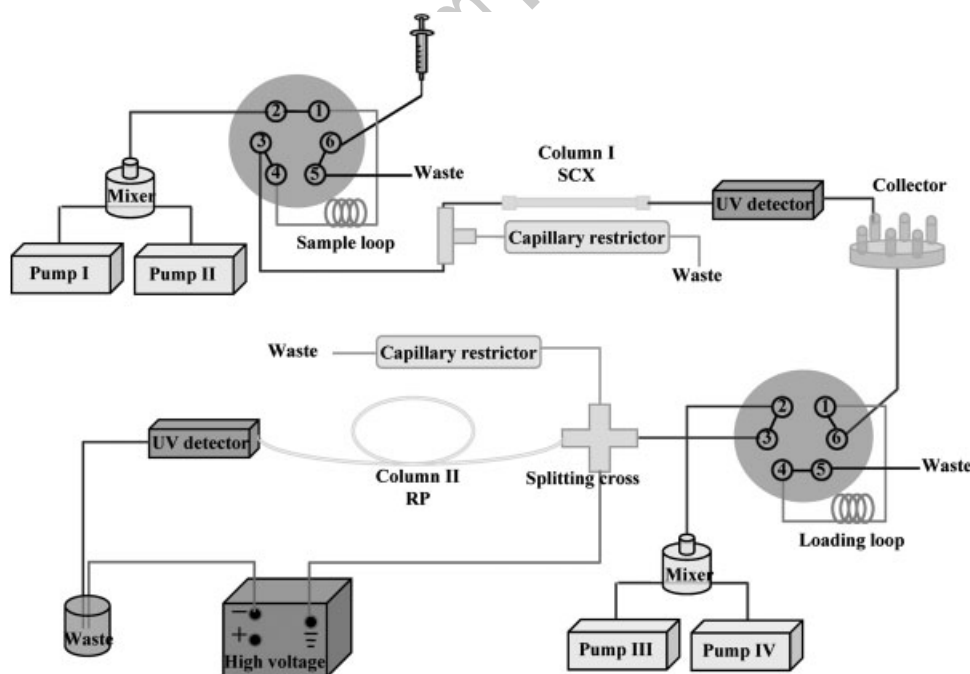 2 1
3 6
4 5
Waste
Mixer
Pump I
Pump II
Sample loop
Column I
SCX
Capillary restrictor
Waste
UV detector
Collector
Waste
Capillary restrictor
UV detector
Column II
RP
Splitting cross
2 1
3 6
4 5
Waste
Loading loop
Mixer
Pump III
Pump IV
Waste
−
+
High voltage